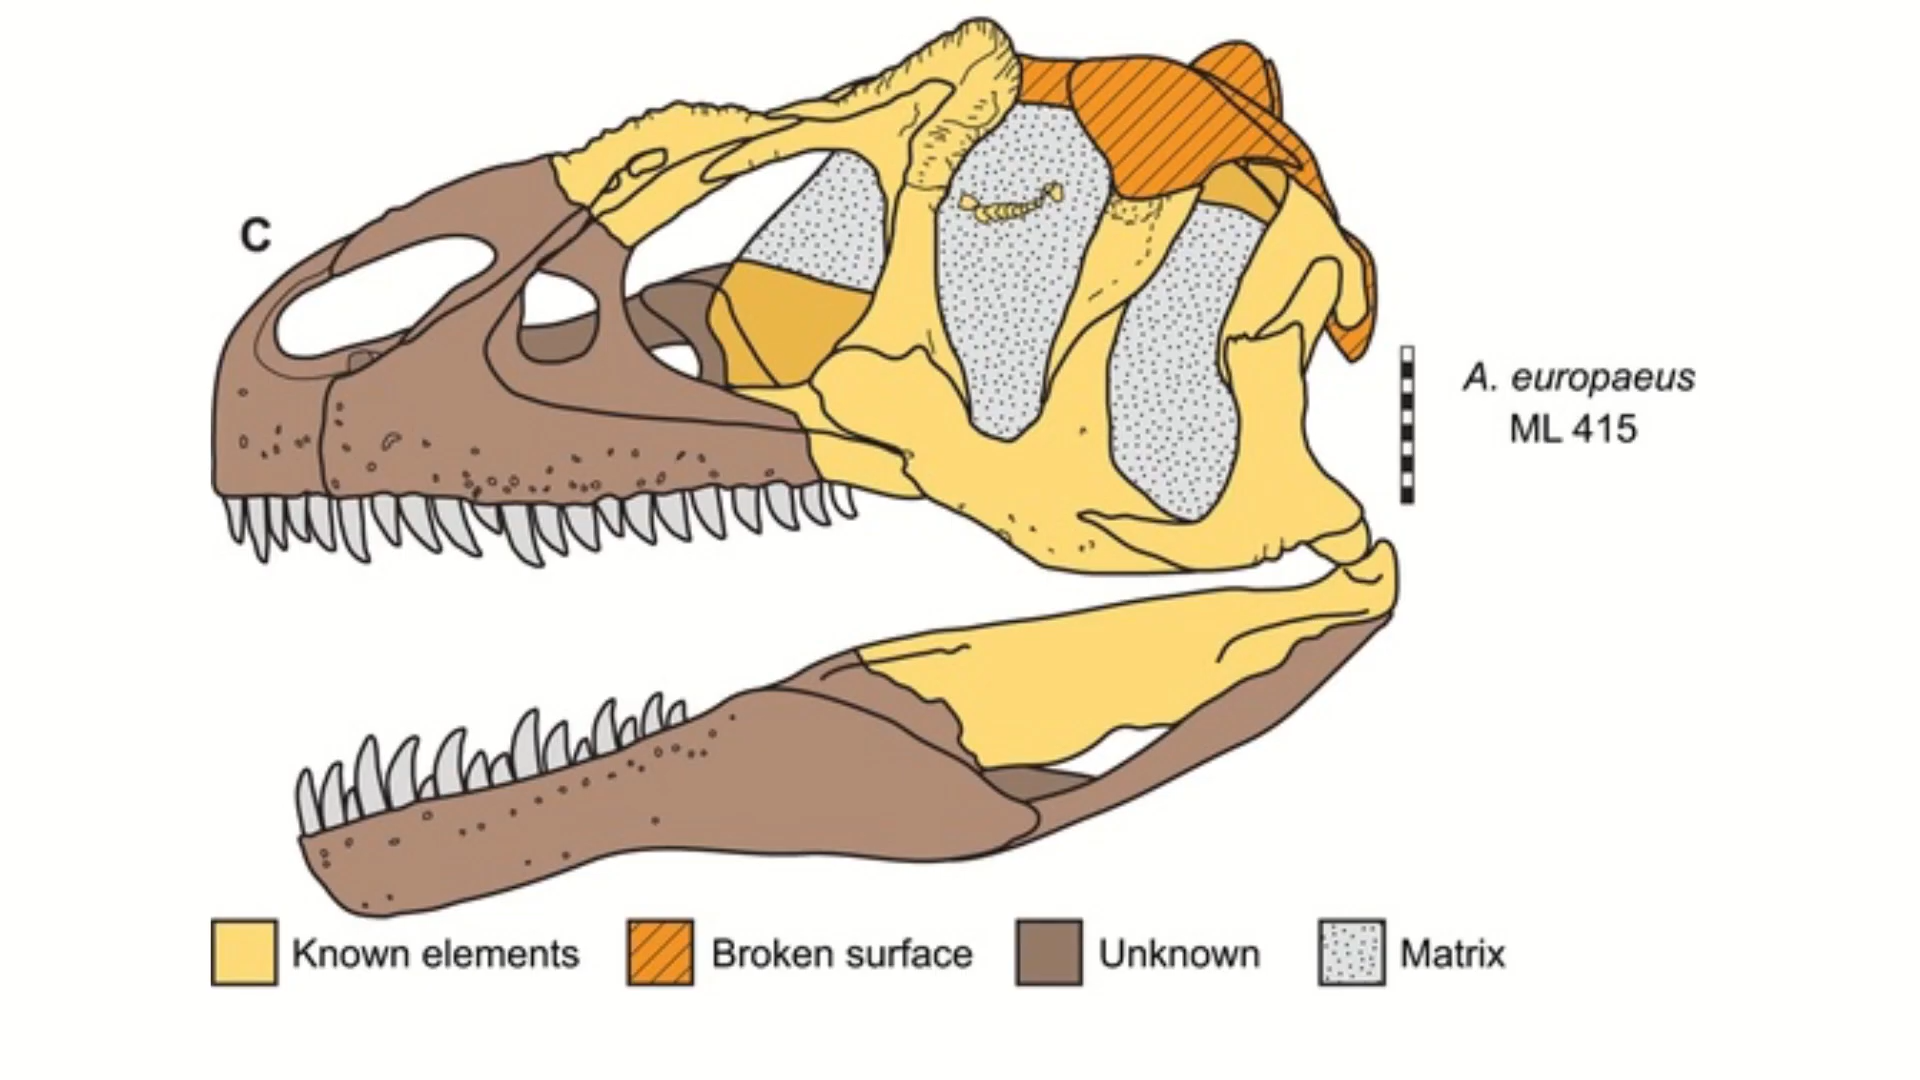 C
A. europaeus
ML 415
Known elements
Broken surface
Unknown
Matrix